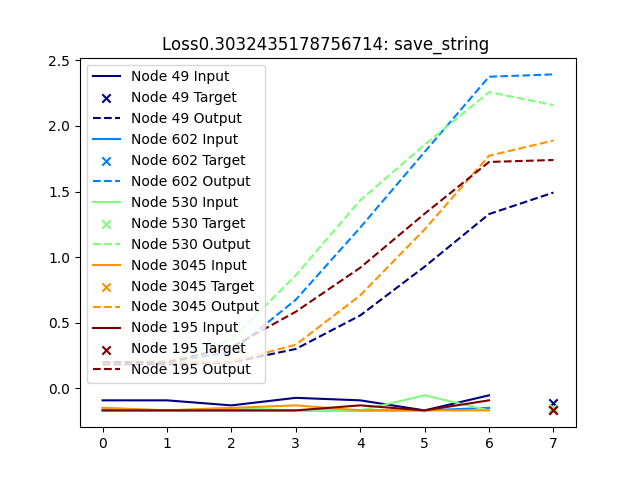 Loss0.3032435178756714: save_string
2.5
2.0
1.5
1.0
0.5
0.0
Node 49 Input
Node 49 Target
Node 49 Output
Node 602 Input
Node 602 Target
Node 602 Output
Node 530 Input
Node 530 Target
Node 530 Output
Node 3045 Input
Node 3045 Target
Node 3045 Output
Node 195 Input
Node 195 Target
Node 195 Output
0 1 2 3 4 5 6 7